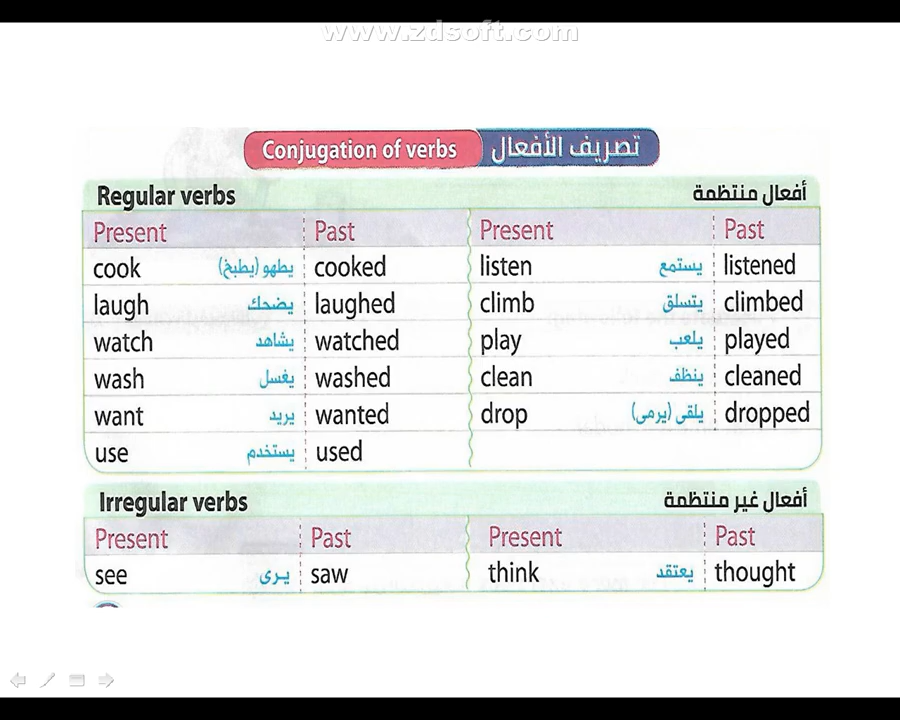 www.zdsoft.com
Conjugation of verbs تصريف الأفعال
Regular verbs أفعال منتظمة
Present Past Present Past
cook يطهو (يطبخ) cooked listen يستمع listened
laugh يضحك laughed climb يتسلق climbed
watch يشاهد watched play يلعب played
wash يغسل washed clean ينظف cleaned
want يريد wanted drop يلقى (يرمى) dropped
use يستخدم used
Irregular verbs أفعال غير منتظمة
Present Past Present Past
see يرى saw think يعتقد thought